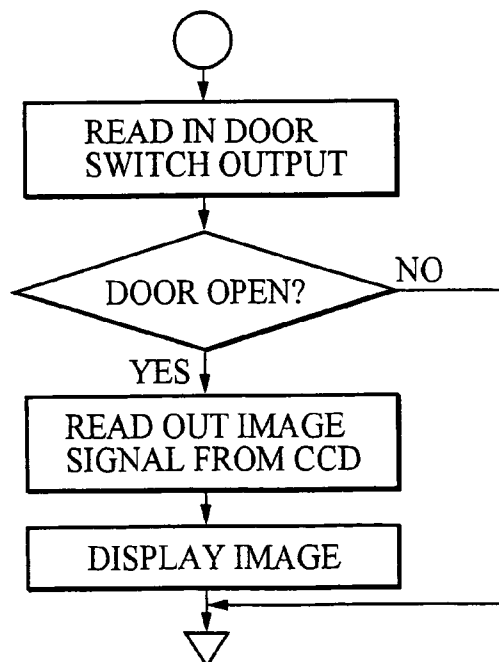 READ IN DOOR
SWITCH OUTPUT
DOOR OPEN?
NO
YES
READ OUT IMAGE
SIGNAL FROM CCD
DISPLAY IMAGE